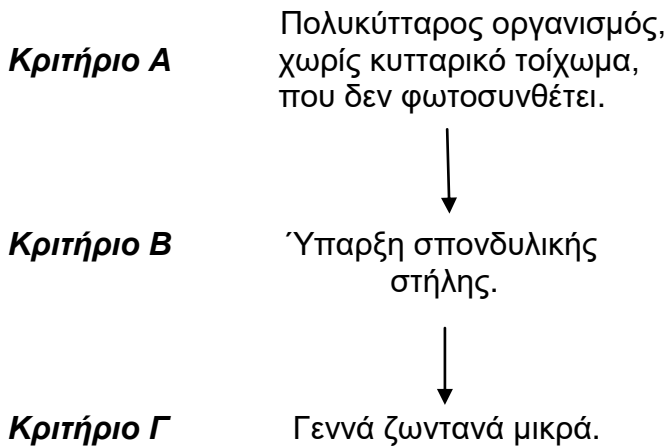 Πολυκύτταρος οργανισμός,
Κριτήριο Α χωρίς κυτταρικό τοίχωμα,
που δεν φωτοσυνθέτει.
Κριτήριο Β Ύπαρξη σπονδυλικής
στήλης.
Κριτήριο Γ Γεννά ζωντανά μικρά.